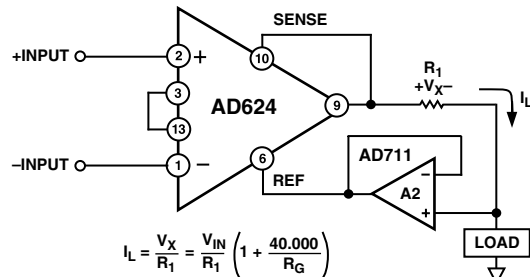 SENSE
+INPUT
2
+
10
R1
+VX–
IL
3
AD624
9
13
6
AD711
–INPUT
1
–
REF
A2
–
+
LOAD
IL = VX/R1 = VIN/R1 (1 + 40.000/RG)